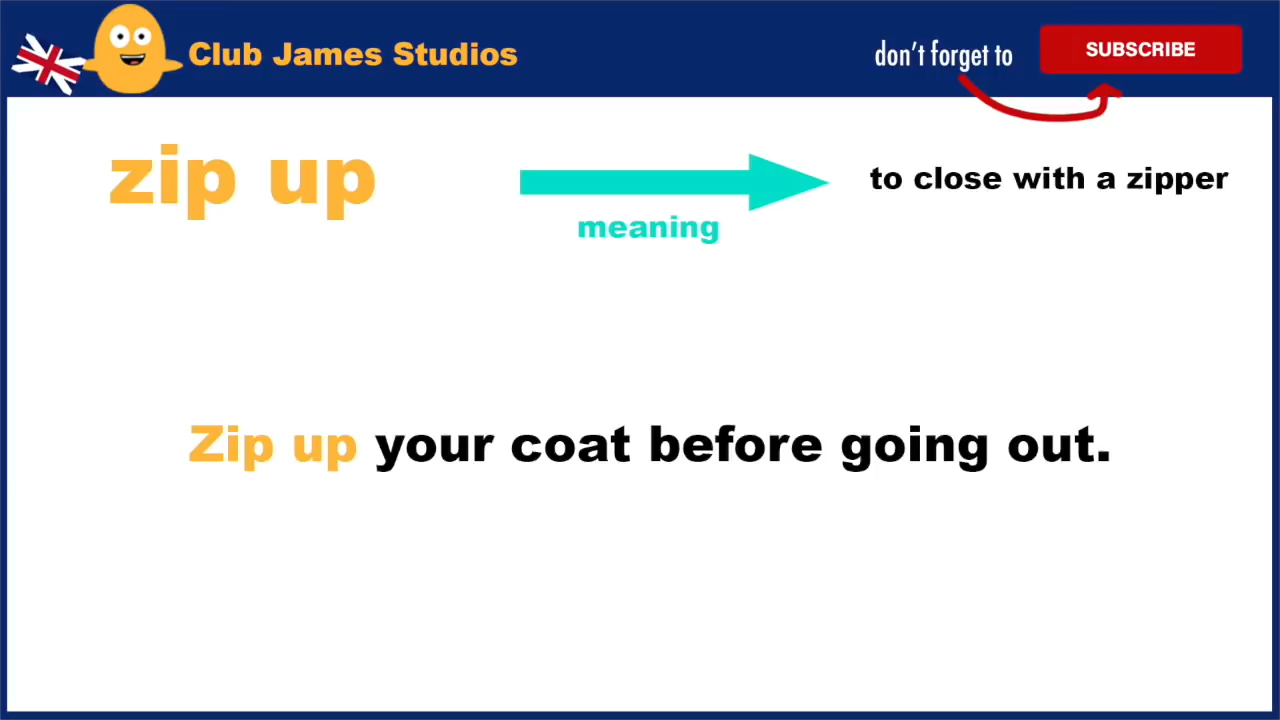 Club James Studios
don't forget to
SUBSCRIBE
zip up
meaning
to close with a zipper
Zip up your coat before going out.